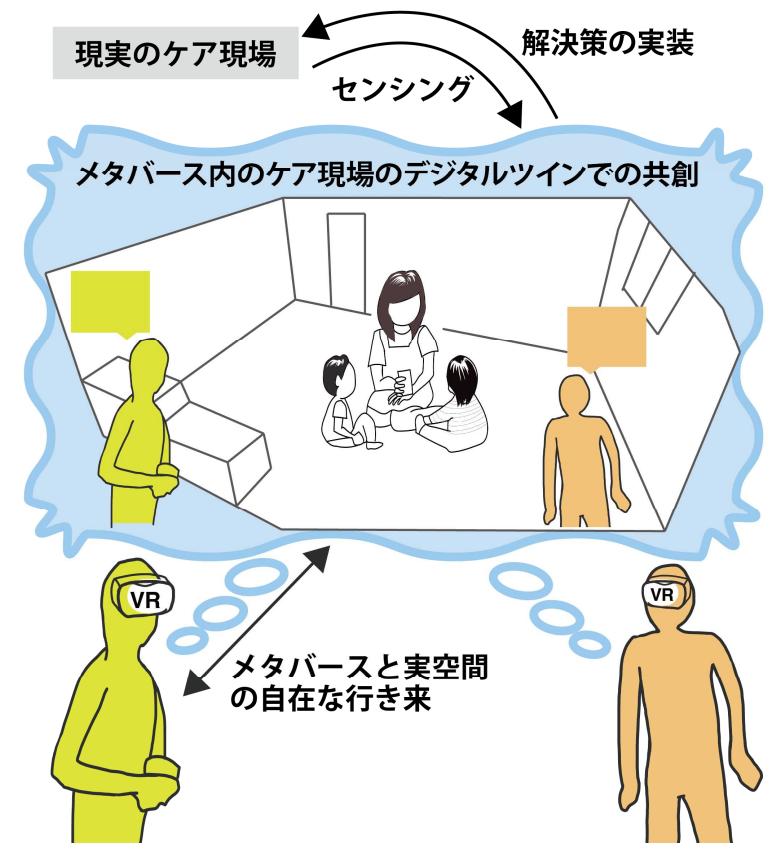 現実のケア現場
解決策の実装
センシング
メタバース内のケア現場のデジタルツインでの共創
VR
VR
メタバースと実空間
の自在な行き来